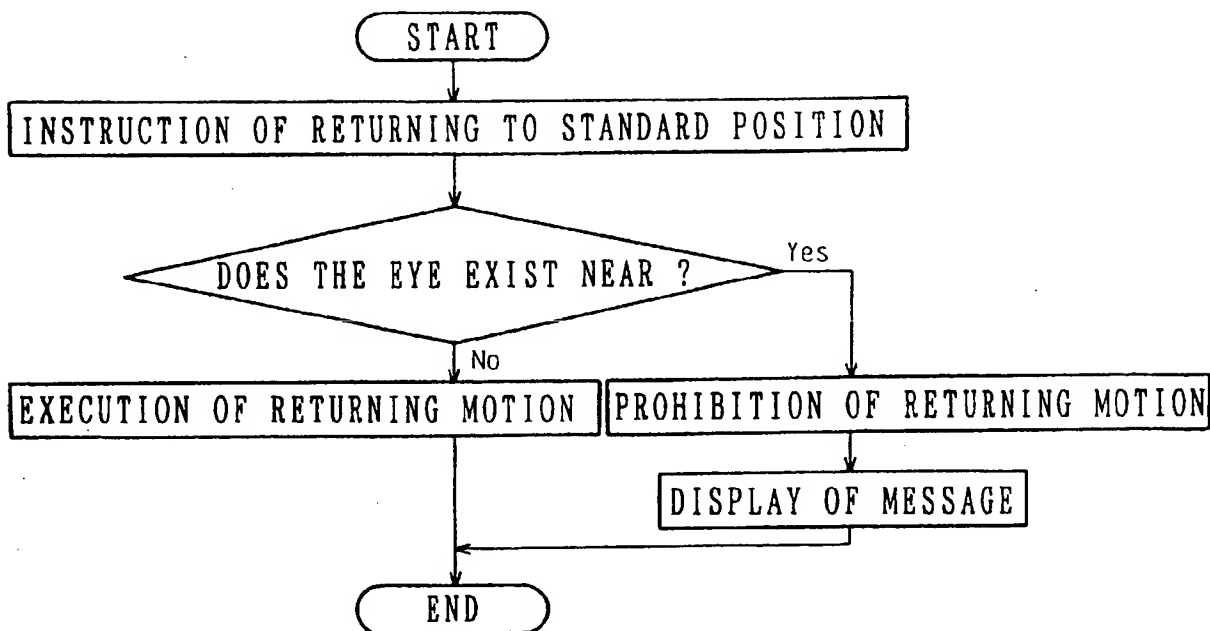 START
INSTRUCTION OF RETURNING TO STANDARD POSITION
DOES THE EYE EXIST NEAR ?
Yes
No
EXECUTION OF RETURNING MOTION
PROHIBITION OF RETURNING MOTION
DISPLAY OF MESSAGE
END